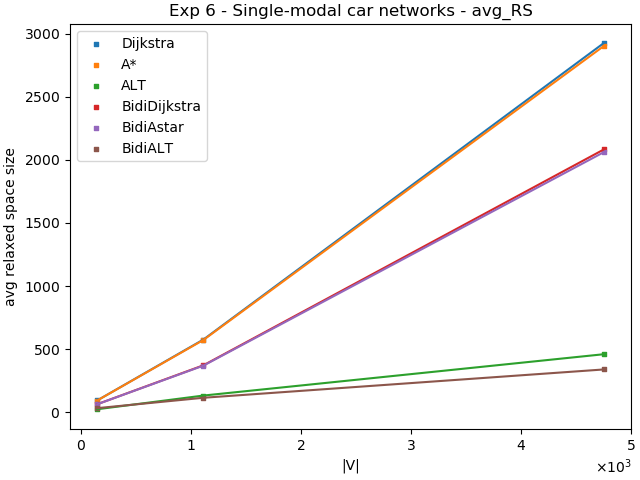 Exp 6 - Single-modal car networks - avg_RS
Dijkstra
A*
ALT
BidiDijkstra
BidiAstar
BidiALT
avg relaxed space size
3000
2500
2000
1500
1000
500
0
0 1 2 3 4 5
|V|
×10³